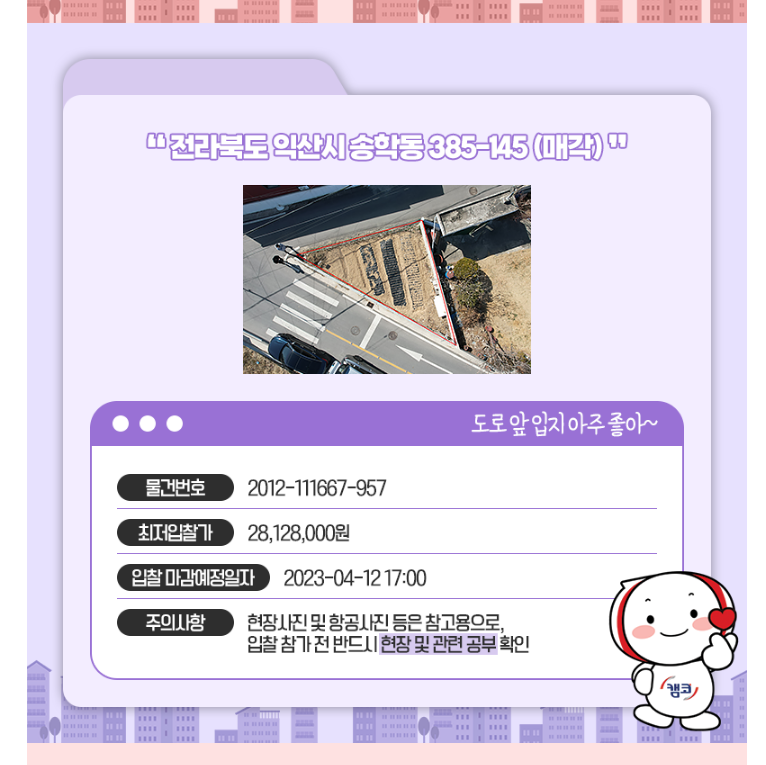 “ 전라북도 익산시 송학동 385-145 (매각) ”
도로 앞 입지 아주 좋아~
물건번호 2012-111667-957
최저입찰가 28,128,000원
입찰 마감예정일자 2023-04-12 17:00
주의사항 현장사진 및 항공사진 등은 참고용으로,
입찰 참가 전 반드시 현장 및 관련 공부 확인
캠코